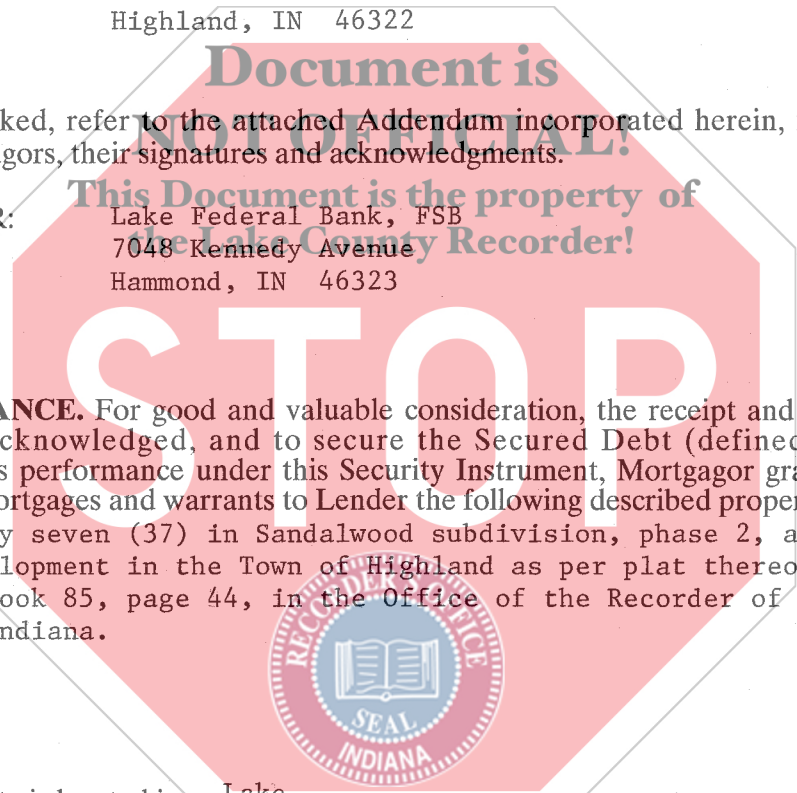 Highland, IN 46322
Document is
ked, refer to the attached Addendum incorporated herein,
NOT OFFICIAL!
gors, their signatures and acknowledgments.
This Document is the property of
R: Lake Federal Bank, FSB
the Lake County Recorder!
7048 Kennedy Avenue
Hammond, IN 46323
STOP
ANCE. For good and valuable consideration, the receipt and
cknowledged, and to secure the Secured Debt (defined
s performance under this Security Instrument, Mortgagor gra
ortgages and warrants to Lender the following described proper
y seven (37) in Sandalwood subdivision, phase 2, a
lopment in the Town of Highland as per plat thereo
ook 85, page 44, in the Office of the Recorder of
ndiana.
RECORDER'S OFFICE
SEAL
INDIANA
Lake